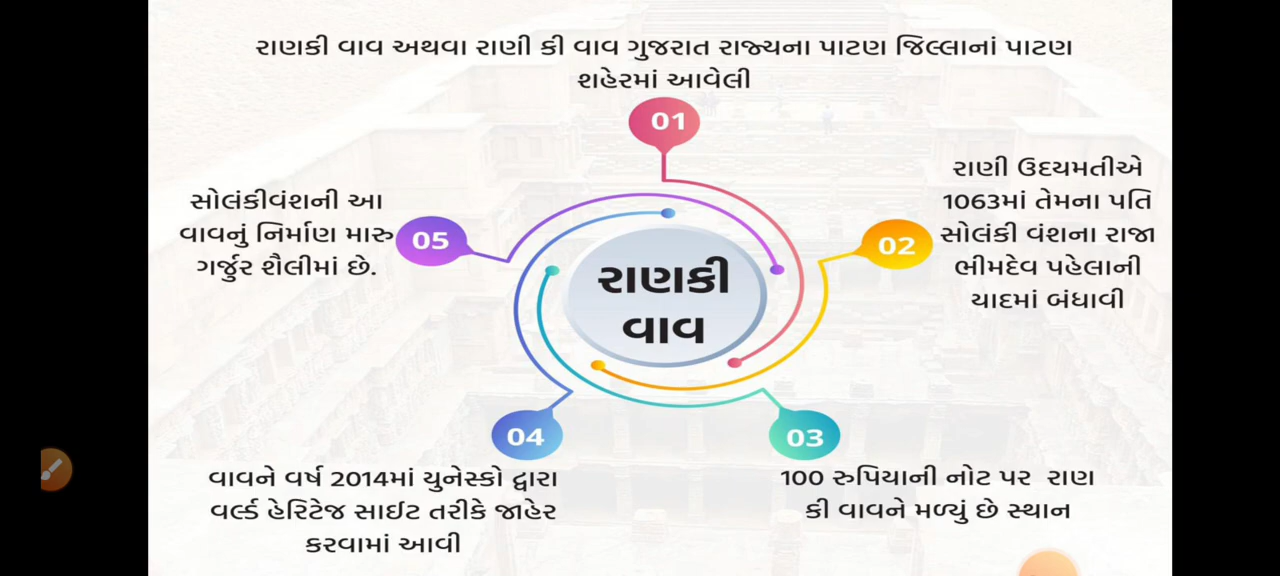 રાણકી વાવ અથવા રાણી કી વાવ ગુજરાત રાજ્યના પાટણ જિલ્લાનાં પાટણ
શહેરમાં આવેલી
01
રાણી ઉદયમતીએ
1063માં તેમના પતિ
સોલંકી વંશના રાજા
ભીમદેવ પહેલાની
યાદમાં બંધાવી
02
સોલંકીવંશની આ
વાવનું નિર્માણ મારુ
ગર્જુર શૈલીમાં છે.
05
રાણકી
વાવ
04
વાવને વર્ષ 2014માં યુનેસ્કો દ્વારા
વર્લ્ડ હેરિટેજ સાઈટ તરીકે જાહેર
કરવામાં આવી
03
100 રુપિયાની નોટ પર રાણ
કી વાવને મળ્યું છે સ્થાન